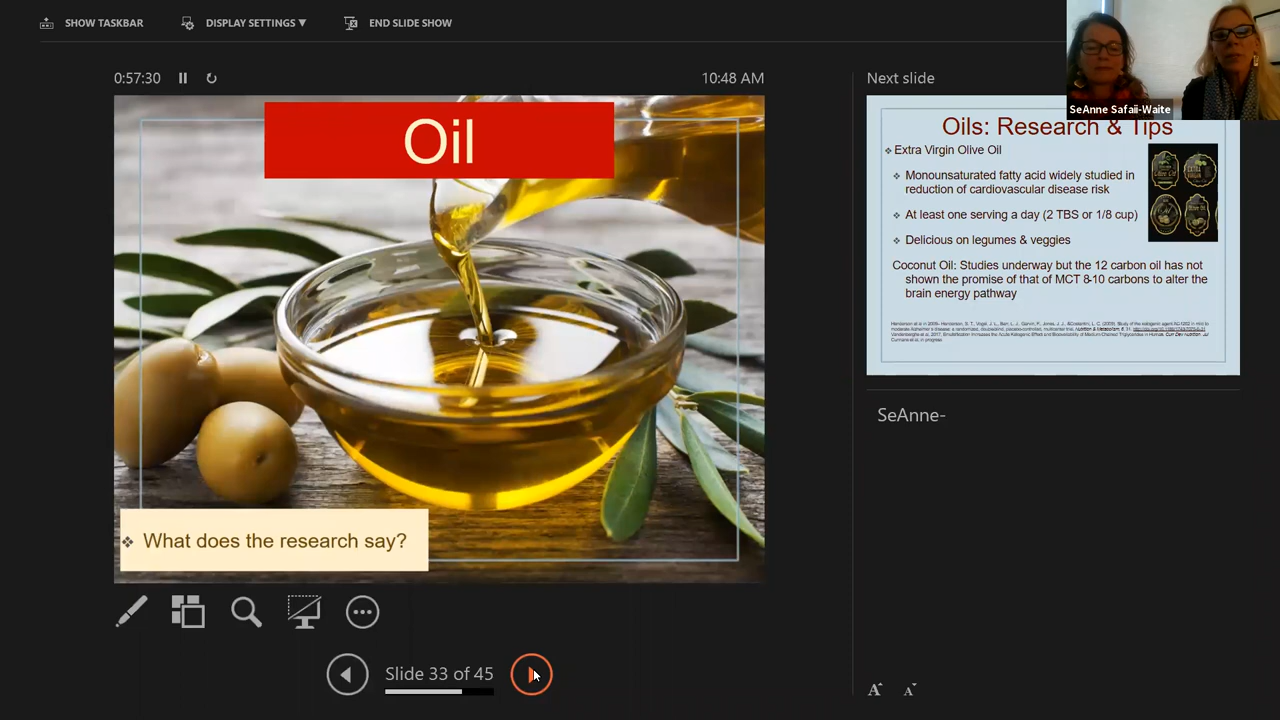 SHOW TASKBAR
DISPLAY SETTINGS ▼
END SLIDE SHOW
SeAnne Safaii-Waite
0:57:30
10:48 AM
Next slide
Oil
❖ What does the research say?
Slide 33 of 45
Oils: Research & Tips
❖ Extra Virgin Olive Oil
❖ Monounsaturated fatty acid widely studied in
reduction of cardiovascular disease risk
❖ At least one serving a day (2 TBS or 1/8 cup)
❖ Delicious on legumes & veggies
Coconut Oil: Studies underway but the 12 carbon oil has not
shown the promise of that of MCT 8-10 carbons to alter the
brain energy pathway
SeAnne-
A A